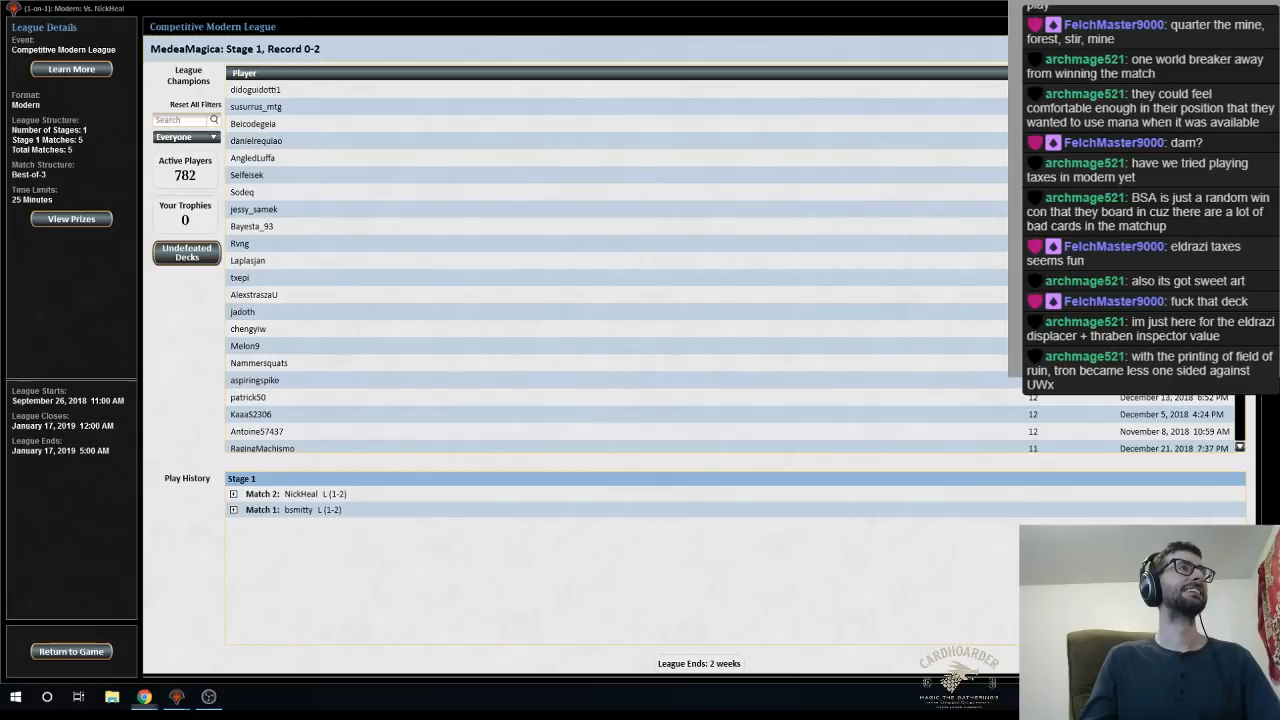 (1-on-1): Modern: Vs. NickHeal
League Details
Event:
Competitive Modern League
Learn More
Format:
Modern
League Structure:
Number of Stages: 1
Stage 1 Matches: 5
Total Matches: 5
Match Structure:
Best-of-3
Time Limits:
25 Minutes
View Prizes
League Starts:
September 26, 2018 11:00 AM
League Closes:
January 17, 2019 12:00 AM
League Ends:
January 17, 2019 5:00 AM
Return to Game
Competitive Modern League
MedeaMagica: Stage 1, Record 0-2
League
Champions
Reset All Filters
Search
Everyone
Active Players
782
Your Trophies
0
Undefeated
Decks
Player
didoguidotti1
susurrus_mtg
Beicodegeia
danielrequiao
AngledLuffa
Selfeisek
Sodeq
jessy_samek
Bayesta_93
Rvng
Laplasjan
txepi
AlexstraszaU
jadoth
chengyiw
Melon9
Nammersquats
aspiringspike
patrick50 12 December 13, 2018 6:52 PM
KaaaS2306 12 December 5, 2018 4:24 PM
Antoine57437 12 November 8, 2018 10:59 AM
RagingMachismo 11 December 21, 2018 7:37 PM
Play History
Stage 1
Match 2: NickHeal L (1-2)
Match 1: bsmitty L (1-2)
League Ends: 2 weeks
CARDHOARDER
play
FelchMaster9000: quarter the mine,
forest, stir, mine
archmage521: one world breaker away
from winning the match
archmage521: they could feel
comfortable enough in their position that they
wanted to use mana when it was available
FelchMaster9000: darn?
archmage521: have we tried playing
taxes in modern yet
archmage521: BSA is just a random win
con that they board in cuz there are a lot of
bad cards in the matchup
FelchMaster9000: eldrazi taxes
seems fun
archmage521: also its got sweet art
FelchMaster9000: fuck that deck
archmage521: im just here for the eldrazi
displacer + thraben inspector value
archmage521: with the printing of field of
ruin, tron became less one sided against
UWx